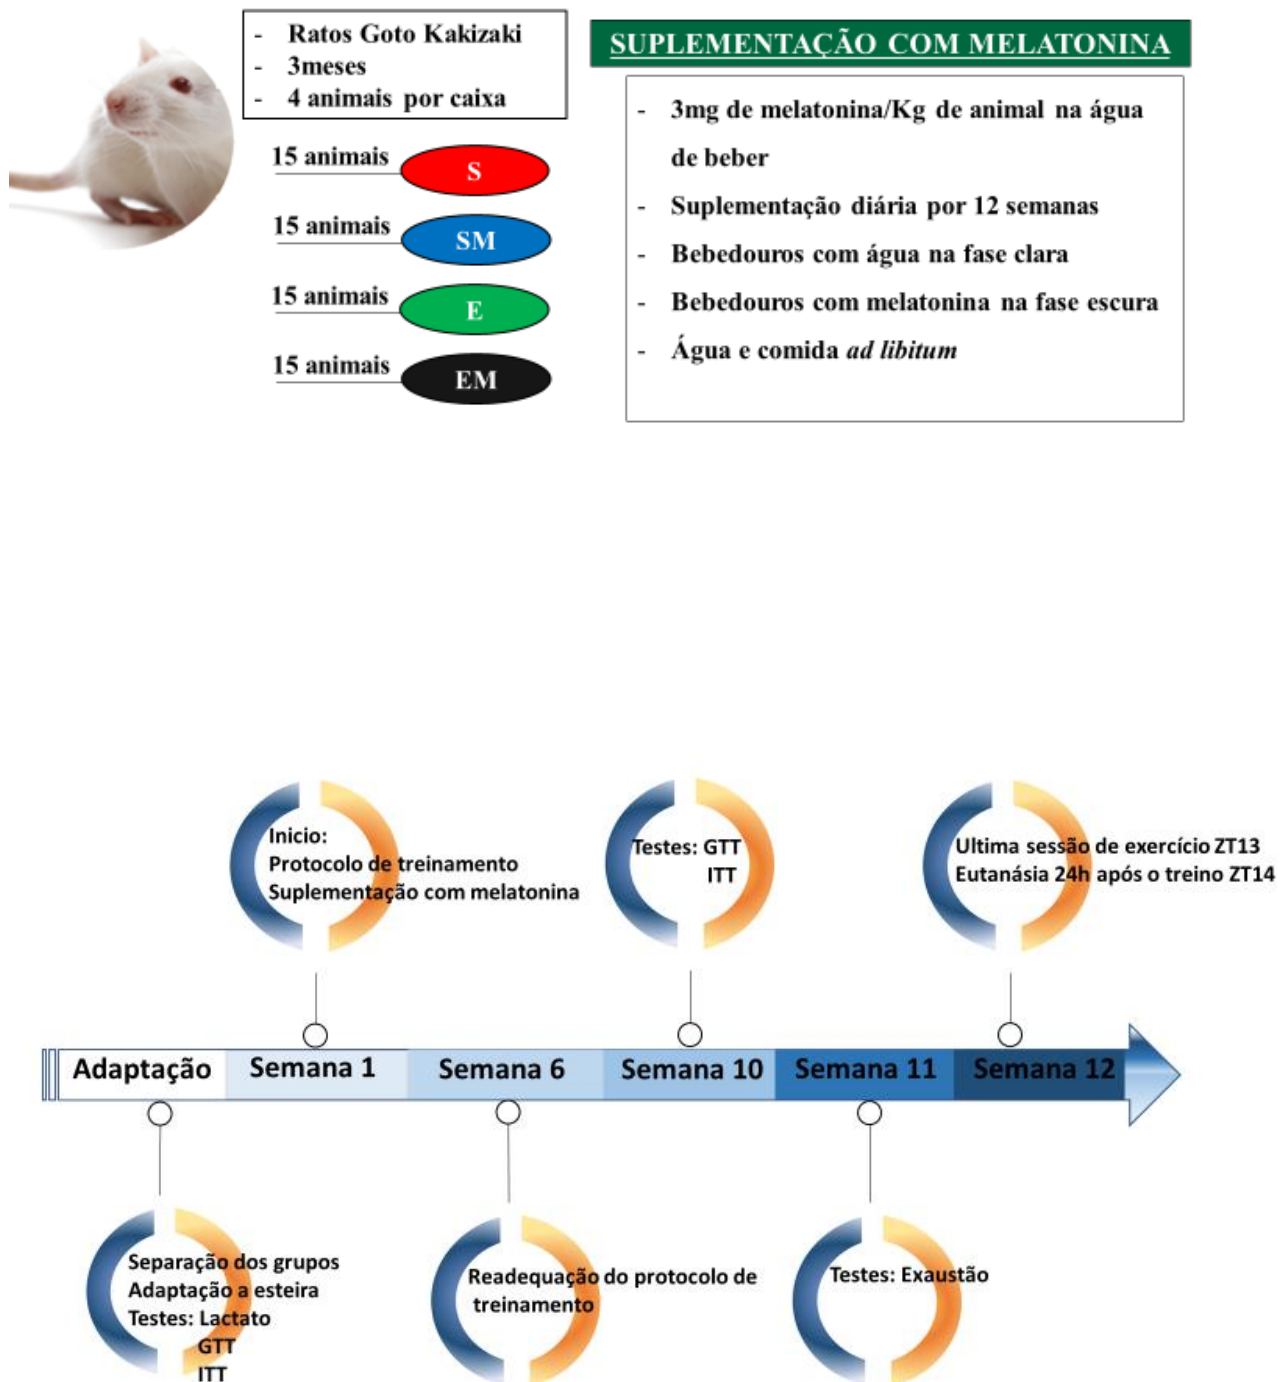 - Ratos Goto Kakizaki
- 3meses
- 4 animais por caixa
15 animais S
15 animais SM
15 animais E
15 animais EM
SUPLEMENTAÇÃO COM MELATONINA
- 3mg de melatonina/Kg de animal na água
de beber
- Suplementação diária por 12 semanas
- Bebedouros com água na fase clara
- Bebedouros com melatonina na fase escura
- Água e comida ad libitum
Inicio:
Protocolo de treinamento
Suplementação com melatonina
Testes: GTT
ITT
Ultima sessão de exercício ZT13
Eutanásia 24h após o treino ZT14
Adaptação
Semana 1
Semana 6
Semana 10
Semana 11
Semana 12
Separação dos grupos
Adaptação a esteira
Testes: Lactato
GTT
ITT
Readequação do protocolo de
treinamento
Testes: Exaustão